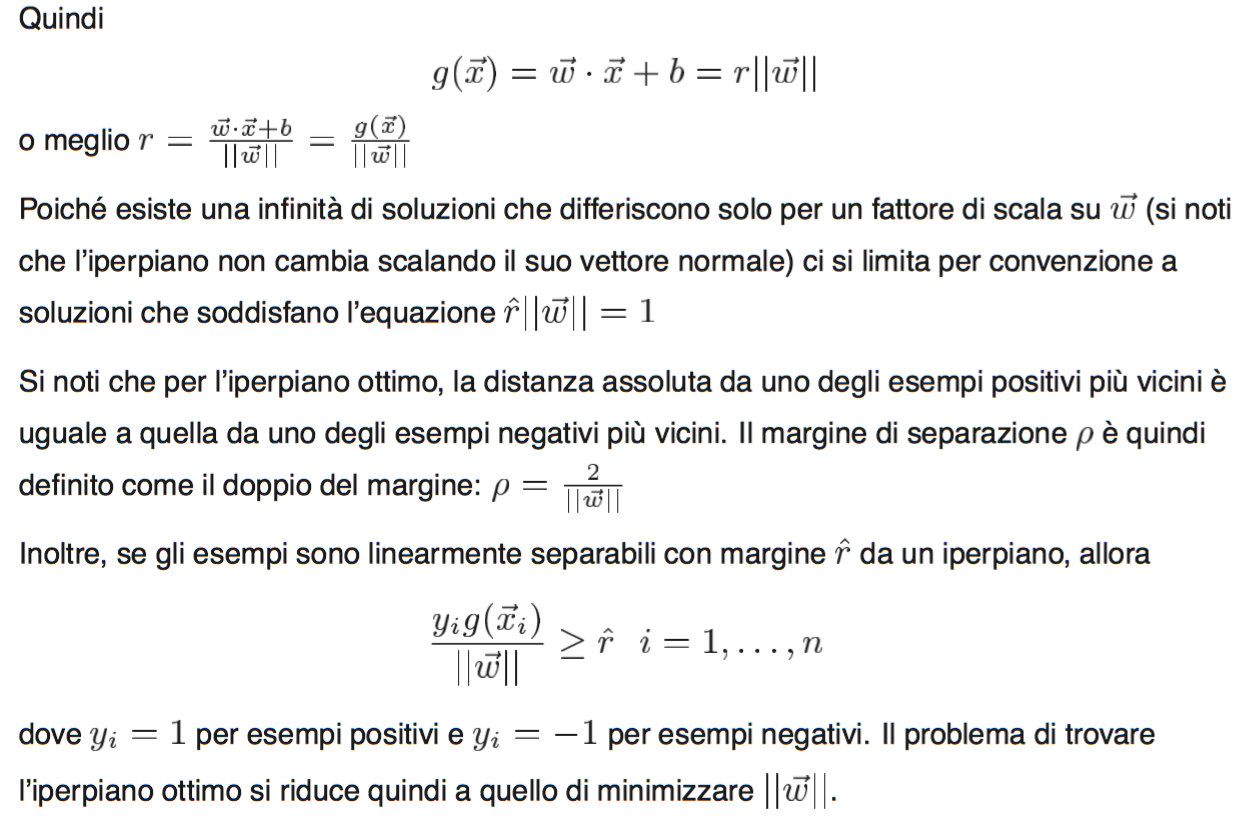 Quindi
$g(\vec{x}) = \vec{w} \cdot \vec{x} + b = r||\vec{w}||$
o meglio $r = \frac{\vec{w} \cdot \vec{x} + b}{||\vec{w}||} = \frac{g(\vec{x})}{||\vec{w}||}$
Poiché esiste una infinità di soluzioni che differiscono solo per un fattore di scala su $\vec{w}$ (si noti
che l'iperpiano non cambia scalando il suo vettore normale) ci si limita per convenzione a
soluzioni che soddisfano l'equazione $\hat{r}||\vec{w}|| = 1$
Si noti che per l'iperpiano ottimo, la distanza assoluta da uno degli esempi positivi più vicini è
uguale a quella da uno degli esempi negativi più vicini. Il margine di separazione $\rho$ è quindi
definito come il doppio del margine: $\rho = \frac{2}{||\vec{w}||}$
Inoltre, se gli esempi sono linearmente separabili con margine $\hat{r}$ da un iperpiano, allora
$\frac{y_i g(\vec{x}_i)}{||\vec{w}||} \geq \hat{r} \quad i = 1, \ldots, n$
dove $y_i = 1$ per esempi positivi e $y_i = -1$ per esempi negativi. Il problema di trovare
l'iperpiano ottimo si riduce quindi a quello di minimizzare $||\vec{w}||$.